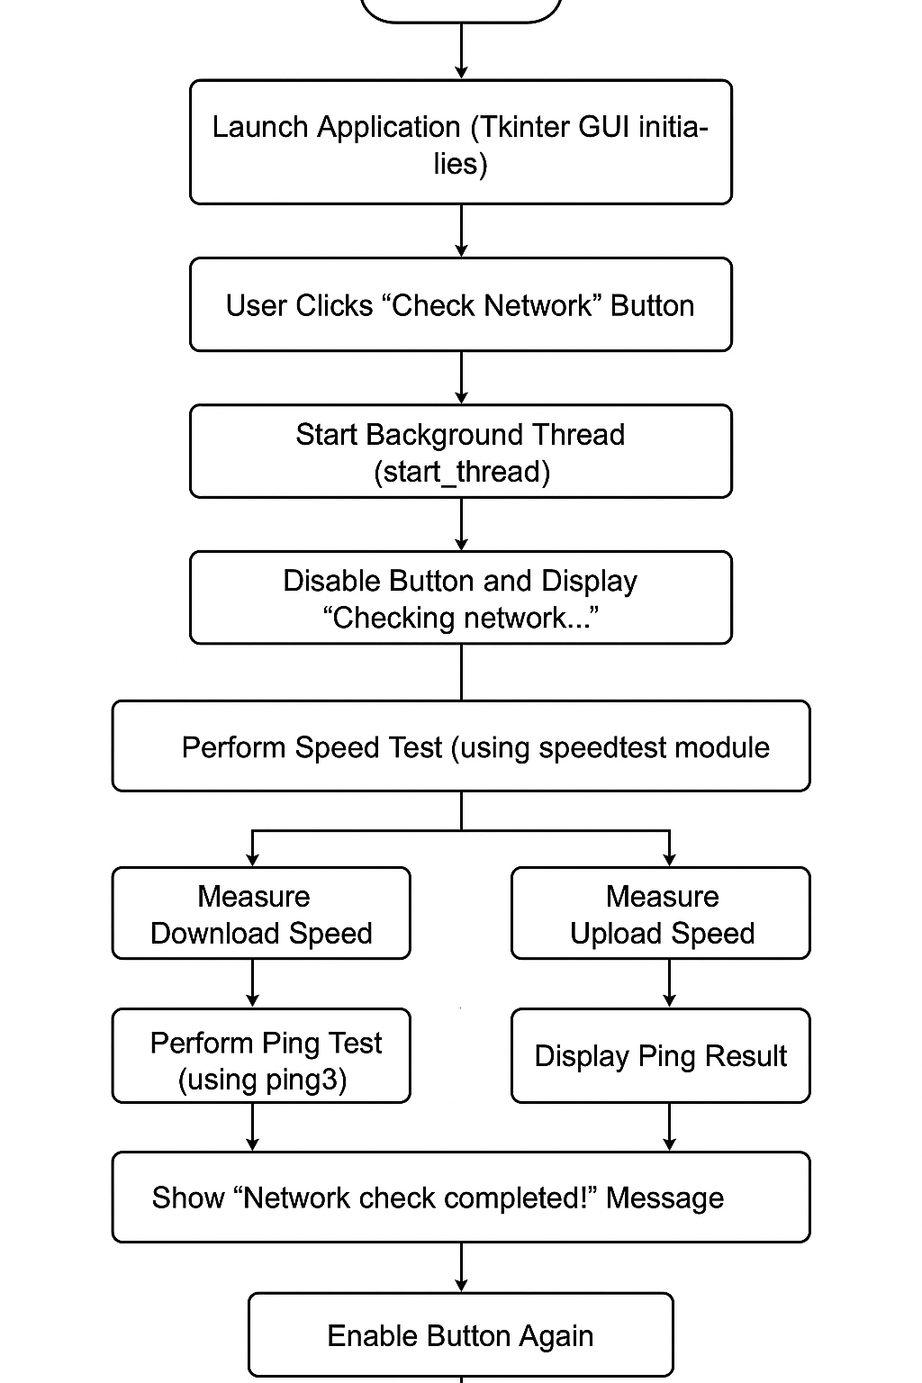 Launch Application (Tkinter GUI initia-
lies)
User Clicks “Check Network” Button
Start Background Thread
(start_thread)
Disable Button and Display
“Checking network...”
Perform Speed Test (using speedtest module
Measure
Download Speed
Measure
Upload Speed
Perform Ping Test
(using ping3)
Display Ping Result
Show “Network check completed!” Message
Enable Button Again